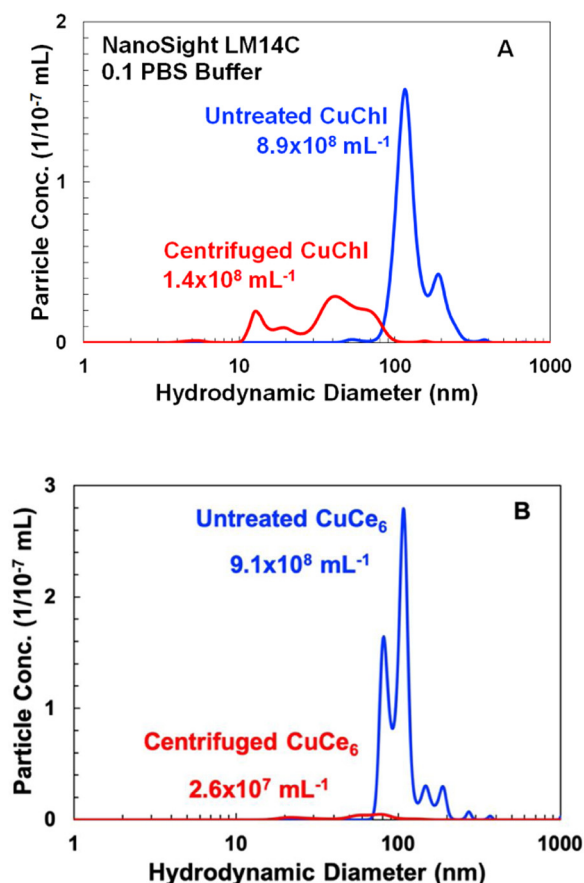 NanoSight LM14C
0.1 PBS Buffer
A
Untreated CuChl
8.9x10⁸ mL⁻¹
Centrifuged CuChl
1.4x10⁸ mL⁻¹
Parricle Conc. (1/10⁻⁷ mL)
2
1
0
1
10
100
1000
Hydrodynamic Diameter (nm)
B
Untreated CuCe₆
9.1x10⁸ mL⁻¹
Centrifuged CuCe₆
2.6x10⁷ mL⁻¹
Particle Conc. (1/10⁻⁷ mL)
3
2
1
0
1
10
100
1000
Hydrodynamic Diameter (nm)